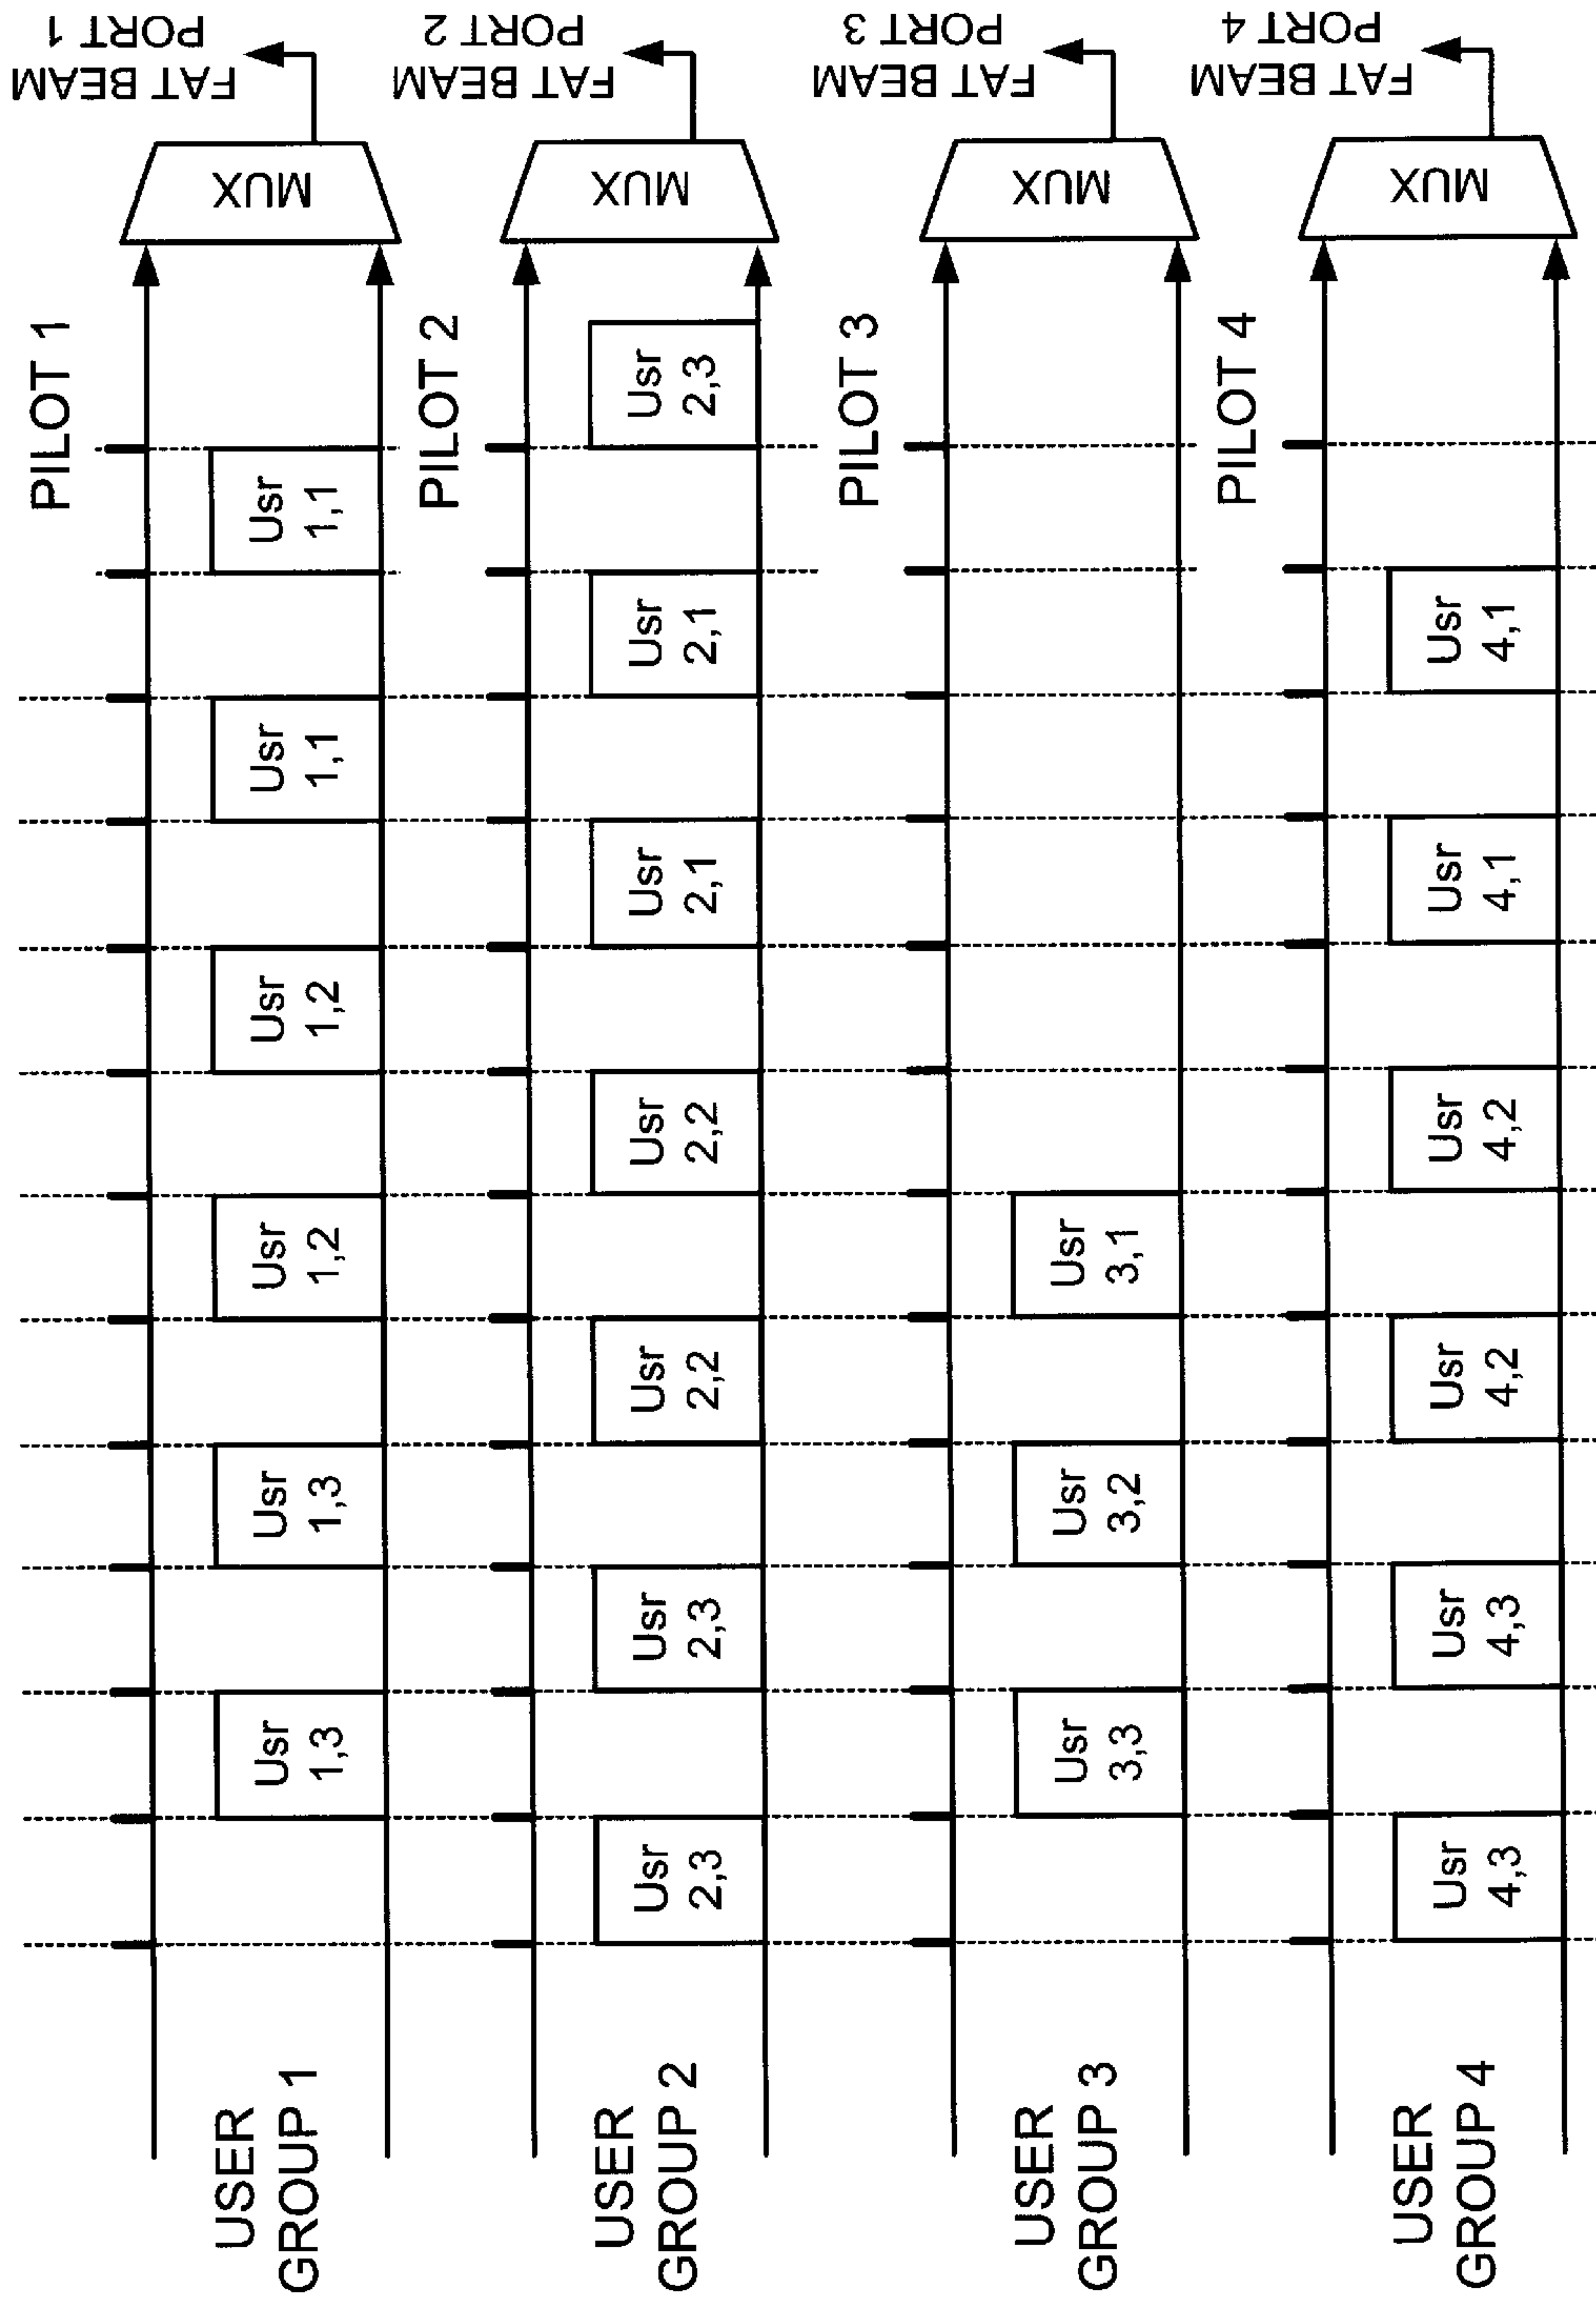 PILOT 1
USER
GROUP 1
Usr
1,3
Usr
1,3
Usr
1,2
Usr
1,2
Usr
1,1
Usr
1,1
MUX
FAT BEAM
PORT 1
PILOT 2
USER
GROUP 2
Usr
2,3
Usr
2,3
Usr
2,2
Usr
2,2
Usr
2,1
Usr
2,1
Usr
2,3
MUX
FAT BEAM
PORT 2
PILOT 3
USER
GROUP 3
Usr
3,3
Usr
3,2
Usr
3,1
MUX
FAT BEAM
PORT 3
PILOT 4
USER
GROUP 4
Usr
4,3
Usr
4,3
Usr
4,2
Usr
4,2
Usr
4,1
Usr
4,1
MUX
FAT BEAM
PORT 4